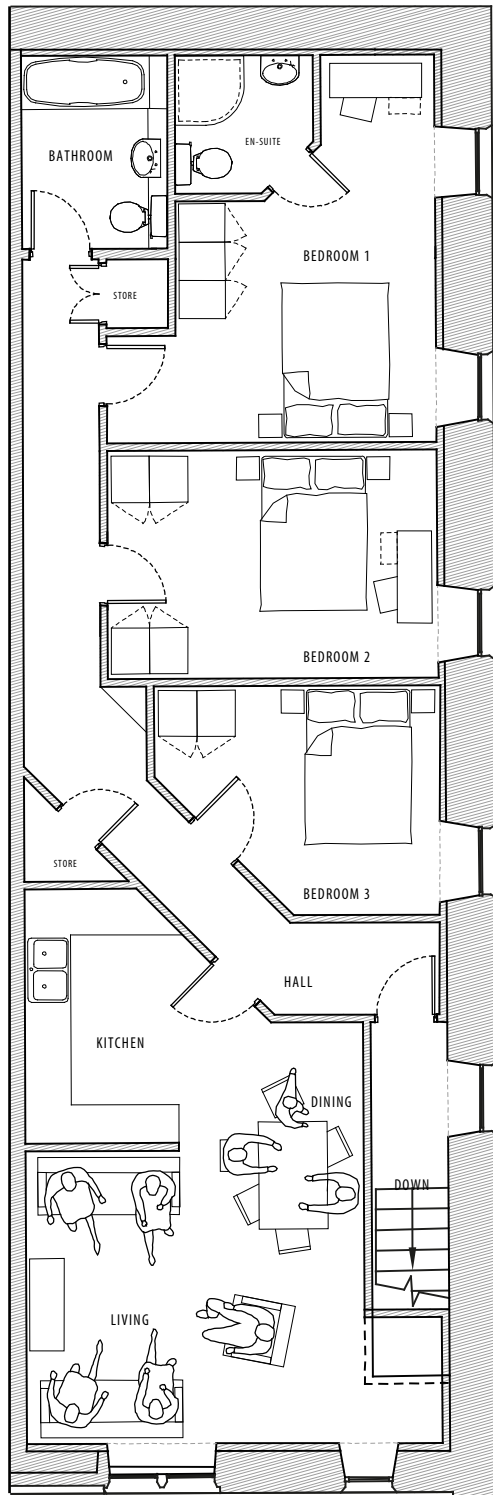 BATHROOM
EN-SUITE
BEDROOM 1
STORE
BEDROOM 2
STORE
BEDROOM 3
HALL
KITCHEN
DINING
DOWN
LIVING